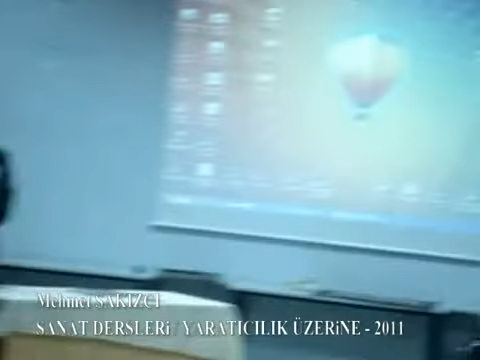 Mehmet SAKIZCI
SANAT DERSLERİ / YARATICILIK ÜZERİNE - 2011